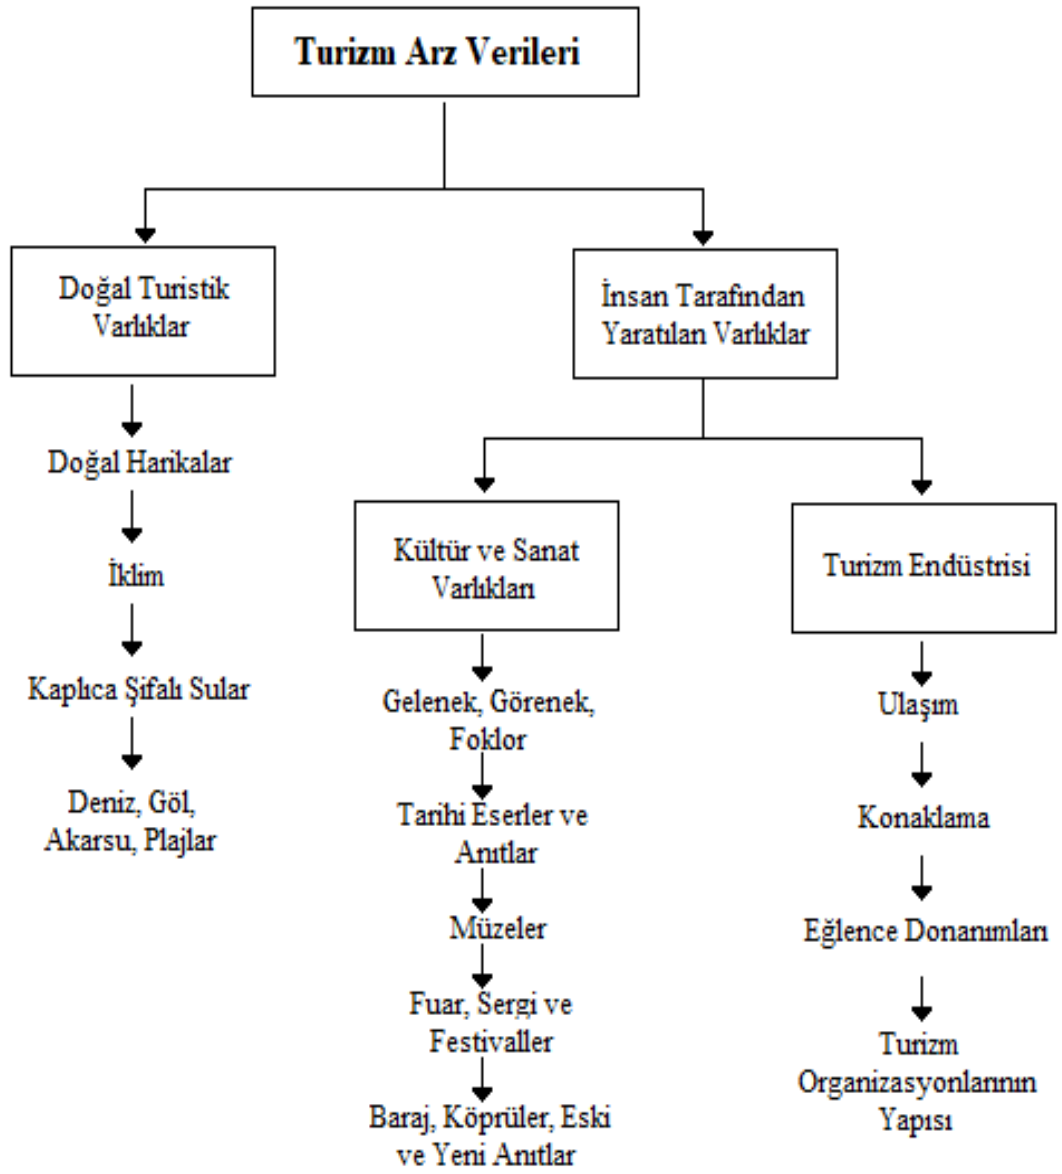 Turizm Arz Verileri
Doğal Turistik
Varlıklar
İnsan Tarafından
Yaratılan Varlıklar
Doğal Harikalar
İklim
Kaplıca Şifalı Sular
Deniz, Göl,
Akarsu, Plajlar
Kültür ve Sanat
Varlıkları
Gelenek, Görenek,
Foklor
Tarihi Eserler ve
Anıtlar
Müzeler
Fuar, Sergi ve
Festivaller
Baraj, Köprüler, Eski
ve Yeni Anıtlar
Turizm Endüstrisi
Ulaşım
Konaklama
Eğlence Donanımları
Turizm
Organizasyonlarının
Yapısı